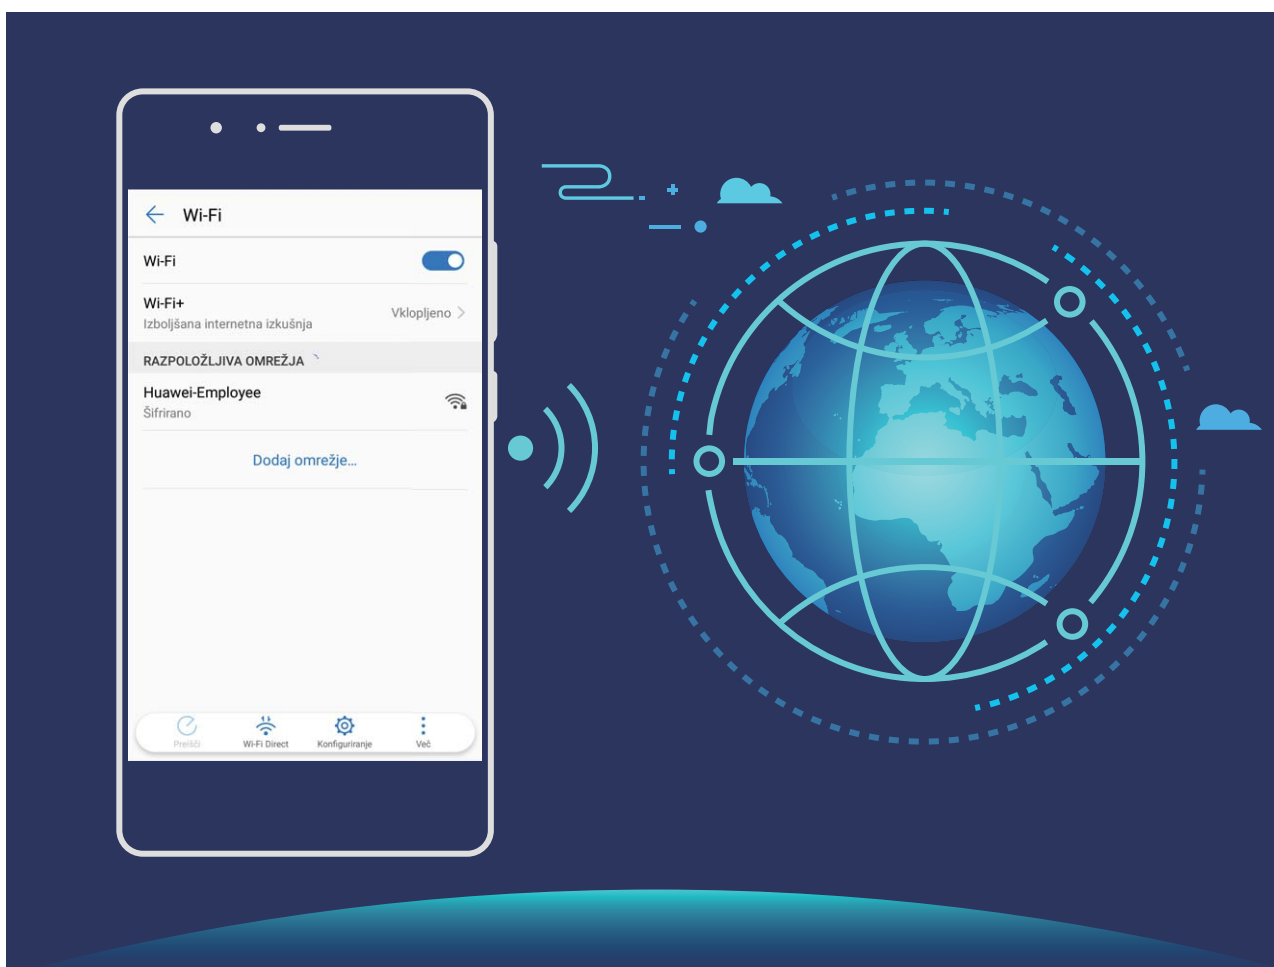 Wi-Fi
Wi-Fi
Wi-Fi+
Izboljšana internetna izkušnja
Vklopljeno
RAZPOLOŽLJIVA OMREŽJA
Huawei-Employee
Šifrirano
Dodaj omrežje...
Preišči Wi-Fi Direct Konfiguriranje Več